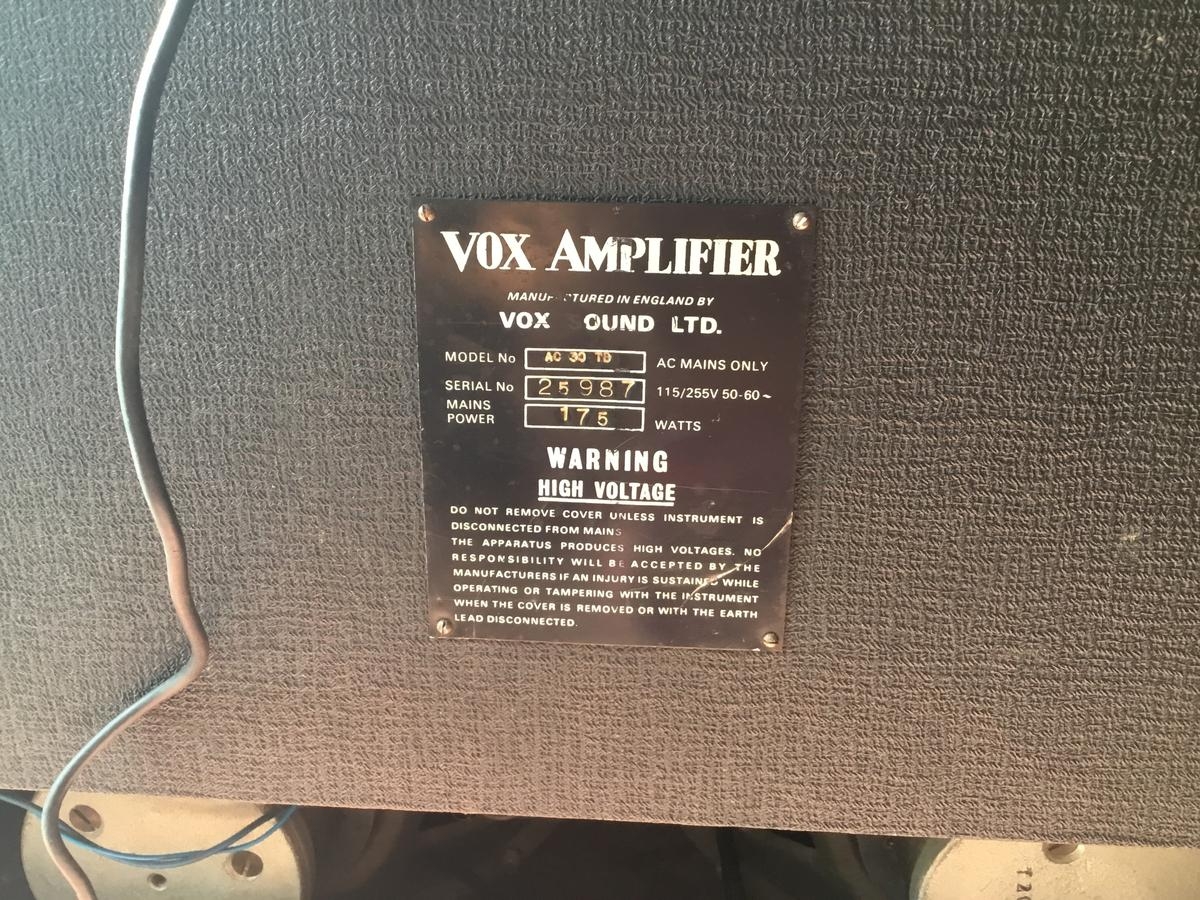 VOX AMPLIFIER
MANUF CTURED IN ENGLAND BY
VOX OUND LTD.
MODEL No AC 30 TB AC MAINS ONLY
SERIAL No 25987 115/255V 50-60~
MAINS POWER 175 WATTS
WARNING
HIGH VOLTAGE
DO NOT REMOVE COVER UNLESS INSTRUMENT IS
DISCONNECTED FROM MAINS
THE APPARATUS PRODUCES HIGH VOLTAGES. NO
RESPONSIBILITY WILL BE ACCEPTED BY THE
MANUFACTURERS IF AN INJURY IS SUSTAINED WHILE
OPERATING OR TAMPERING WITH THE INSTRUMENT
WHEN THE COVER IS REMOVED OR WITH THE EARTH
LEAD DISCONNECTED.